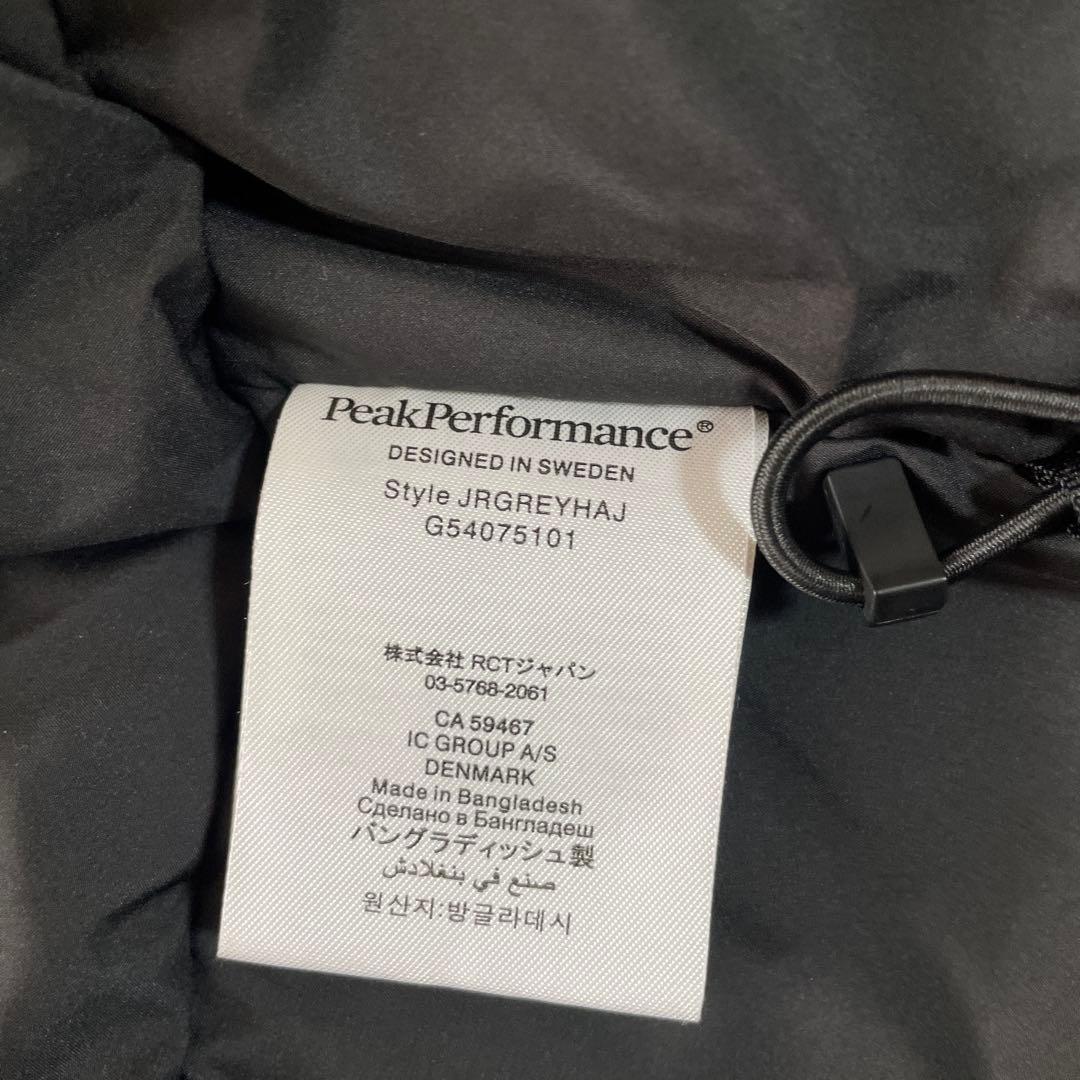 PeakPerformance®
DESIGNED IN SWEDEN
Style JRGREYHAJ
G54075101
株式会社 RCTジャパン
03-5768-2061
CA 59467
IC GROUP A/S
DENMARK
Made in Bangladesh
Сделано в Бангладеш
バングラディッシュ製
صنع في بنغلادش
원산지:방글라데시